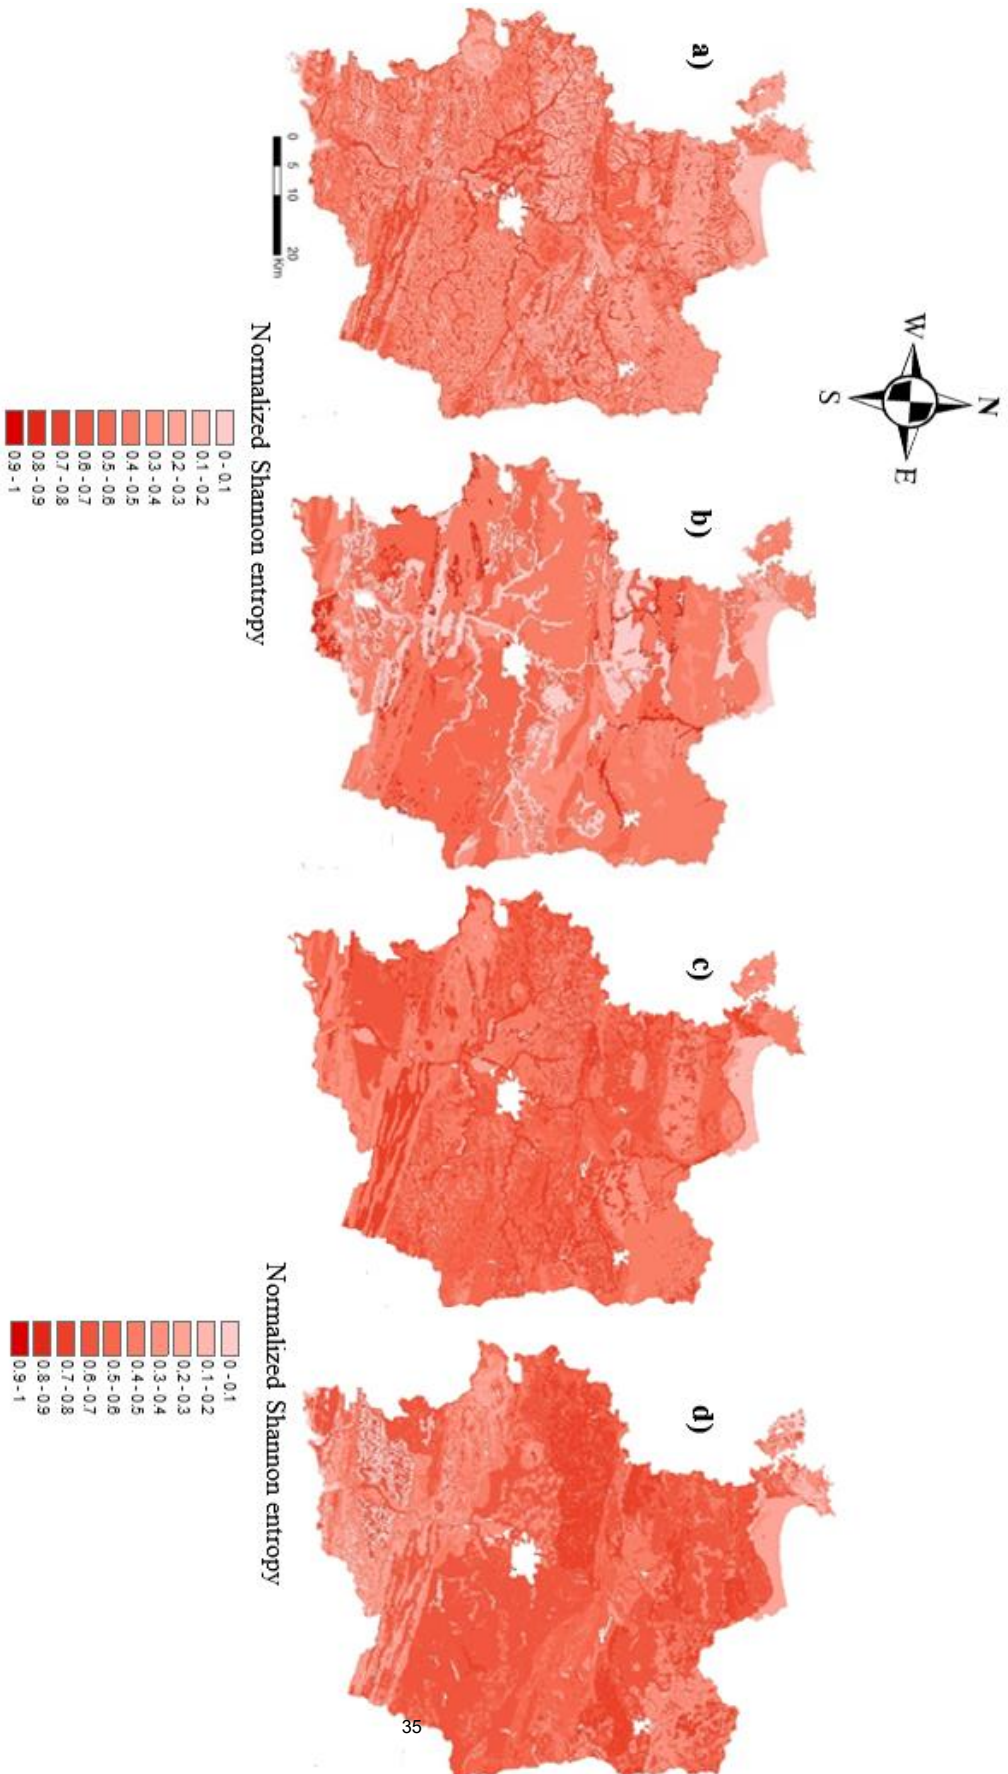 a)
b)
c)
d)
N
W
E
S
0 5 10 20
Km
Normalized Shannon entropy
0 - 0.1
0.1 - 0.2
0.2 - 0.3
0.3 - 0.4
0.4 - 0.5
0.5 - 0.6
0.6 - 0.7
0.7 - 0.8
0.8 - 0.9
0.9 - 1
Normalized Shannon entropy
0 - 0.1
0.1 - 0.2
0,2 - 0.3
0.3 - 0.4
0.4 - 0.5
0.5 - 0.6
0.6 - 0.7
0.7 - 0.8
0.8 - 0.9
0.9 - 1
35